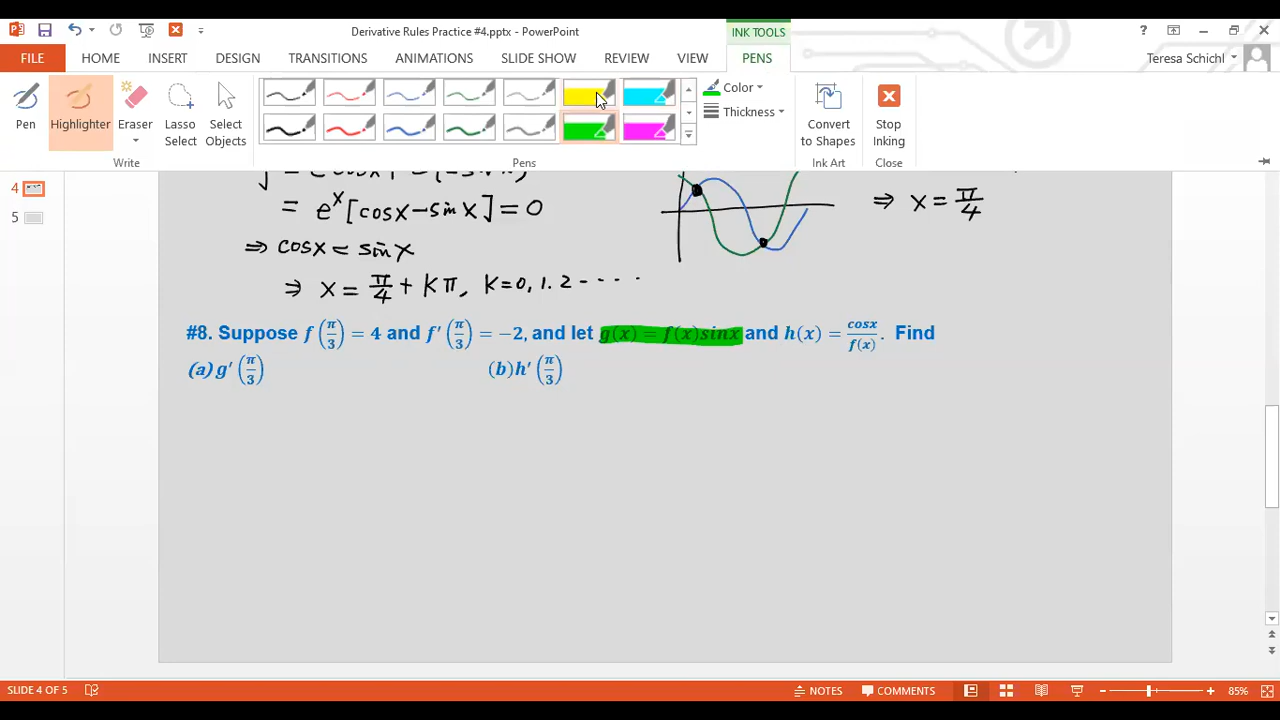 Derivative Rules Practice #4.pptx - PowerPoint
INK TOOLS
?
FILE HOME INSERT DESIGN TRANSITIONS ANIMATIONS SLIDE SHOW REVIEW VIEW PENS Teresa Schichl
Pen Highlighter Eraser Lasso Select Select Objects
Write
Color
Thickness
Pens
Convert to Shapes
Ink Art
Stop Inking
Close
4
5
= e^x [cosx - sin x] = 0
⇒ x = π/4
⇒ cosx = sin x
⇒ x = π/4 + Kπ, K = 0, 1. 2 - - - -
#8. Suppose f(π/3) = 4 and f′(π/3) = −2, and let g(x) = f(x)sinx and h(x) = cosx/f(x). Find
(a) g′(π/3) (b)h′(π/3)
SLIDE 4 OF 5 NOTES COMMENTS 85%